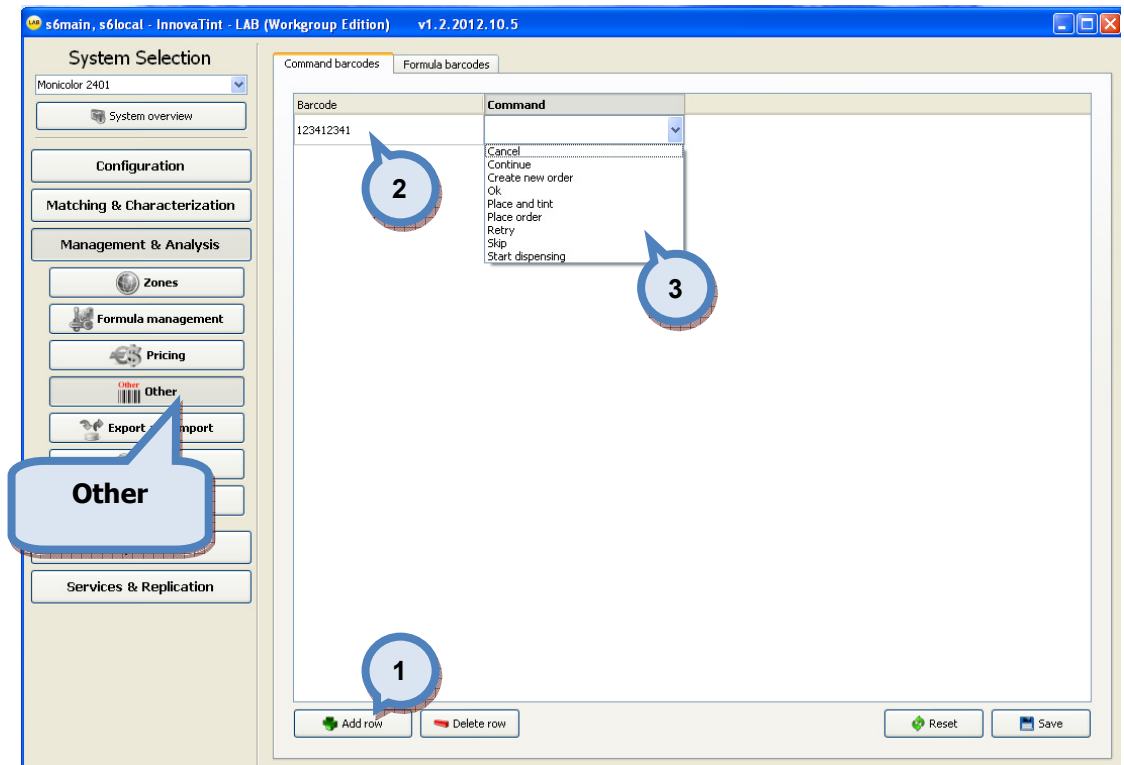 s6main, s6local - InnovaTint - LAB (Workgroup Edition) v1.2.2012.10.5
System Selection
Monicolor 2401
System overview
Configuration
Matching & Characterization
Management & Analysis
Zones
Formula management
Pricing
Other Other
Export
Other
Services & Replication
Command barcodes Formula barcodes
Barcode Command
123412341
Cancel
Continue
Create new order
Ok
Place and tint
Place order
Retry
Skip
Start dispensing
2
3
1
Add row Delete row Reset Save